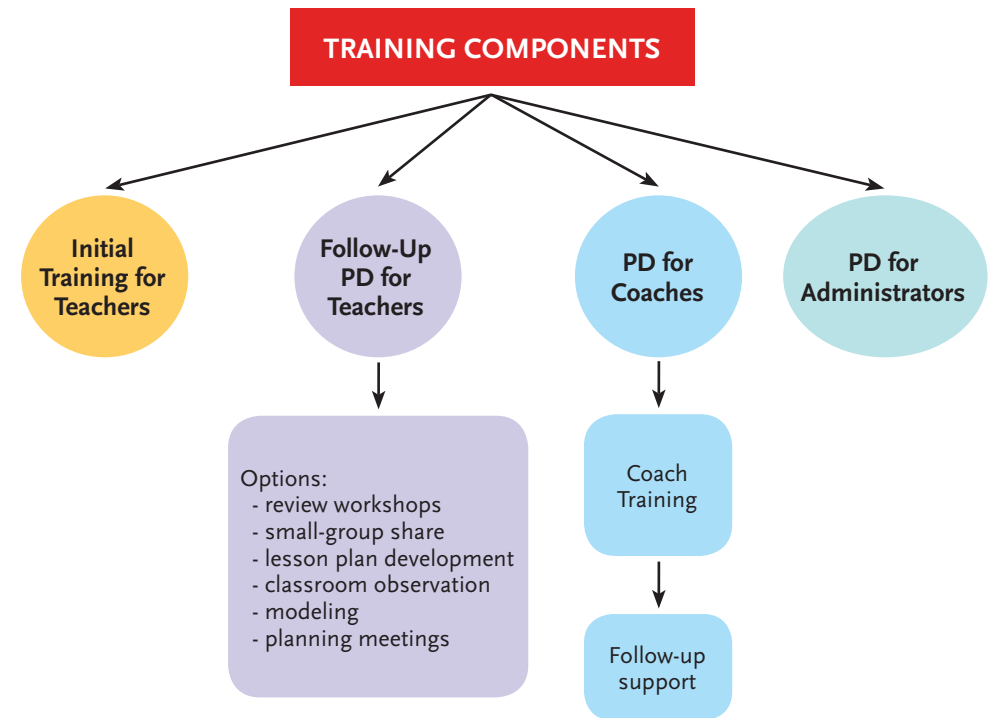 TRAINING COMPONENTS
Initial
Training for
Teachers
Follow-Up
PD for
Teachers
PD for
Coaches
PD for
Administrators
Options:
- review workshops
- small-group share
- lesson plan development
- classroom observation
- modeling
- planning meetings
Coach
Training
Follow-up
support